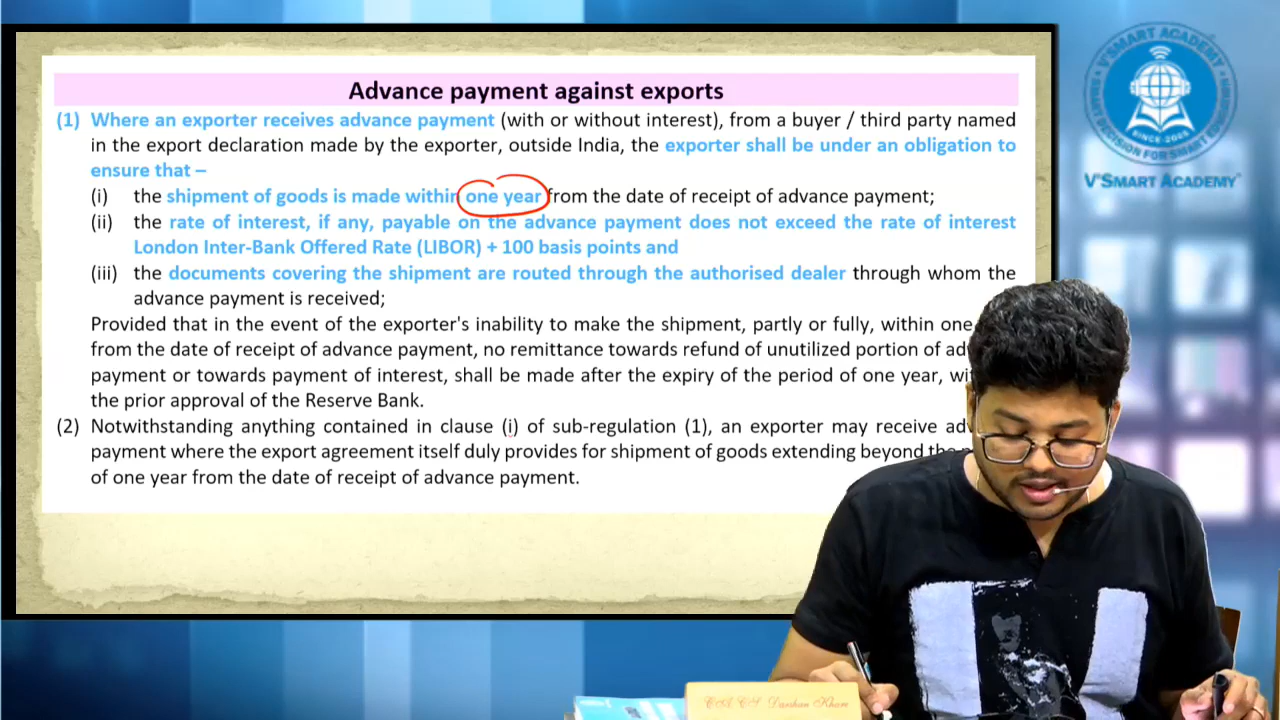 Advance payment against exports
(1) Where an exporter receives advance payment (with or without interest), from a buyer / third party named
in the export declaration made by the exporter, outside India, the exporter shall be under an obligation to
ensure that –
(i) the shipment of goods is made within one year from the date of receipt of advance payment;
(ii) the rate of interest, if any, payable on the advance payment does not exceed the rate of interest
London Inter-Bank Offered Rate (LIBOR) + 100 basis points and
(iii) the documents covering the shipment are routed through the authorised dealer through whom the
advance payment is received;
Provided that in the event of the exporter's inability to make the shipment, partly or fully, within one
from the date of receipt of advance payment, no remittance towards refund of unutilized portion of ad
payment or towards payment of interest, shall be made after the expiry of the period of one year, wi
the prior approval of the Reserve Bank.
(2) Notwithstanding anything contained in clause (i) of sub-regulation (1), an exporter may receive ad
payment where the export agreement itself duly provides for shipment of goods extending beyond the
of one year from the date of receipt of advance payment.
V'SMART ACADEMY
SINCE 2005
V'SMART ACADEMY
CA CS Darshan Khare